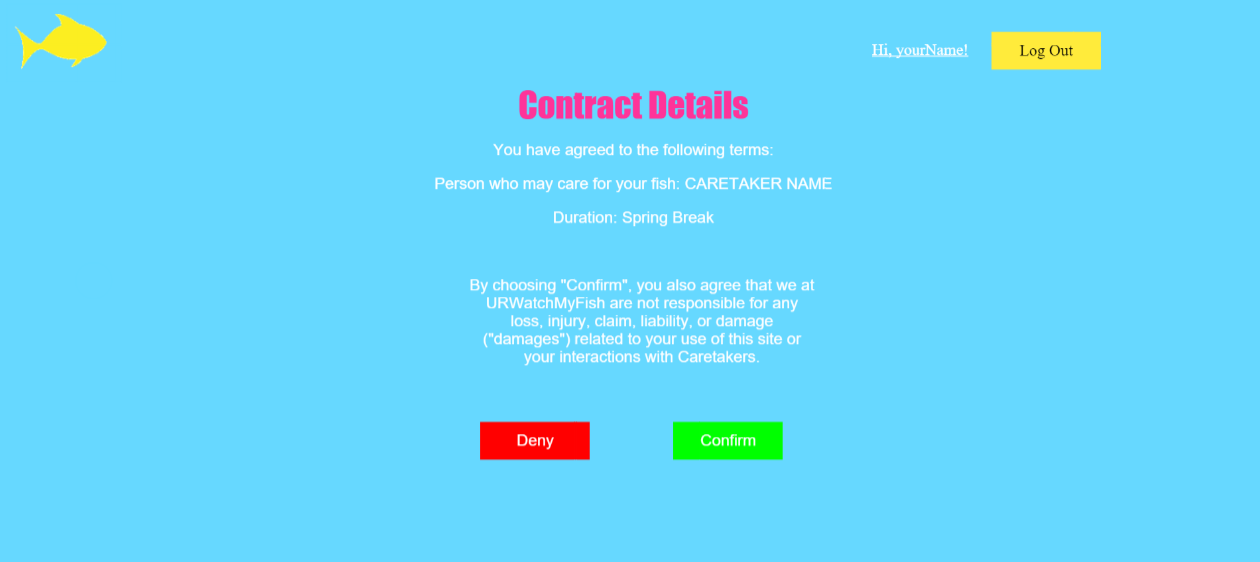 Hi, yourName!
Log Out
Contract Details
You have agreed to the following terms:
Person who may care for your fish: CARETAKER NAME
Duration: Spring Break
By choosing "Confirm", you also agree that we at
URWatchMyFish are not responsible for any
loss, injury, claim, liability, or damage
("damages") related to your use of this site or
your interactions with Caretakers.
Deny
Confirm